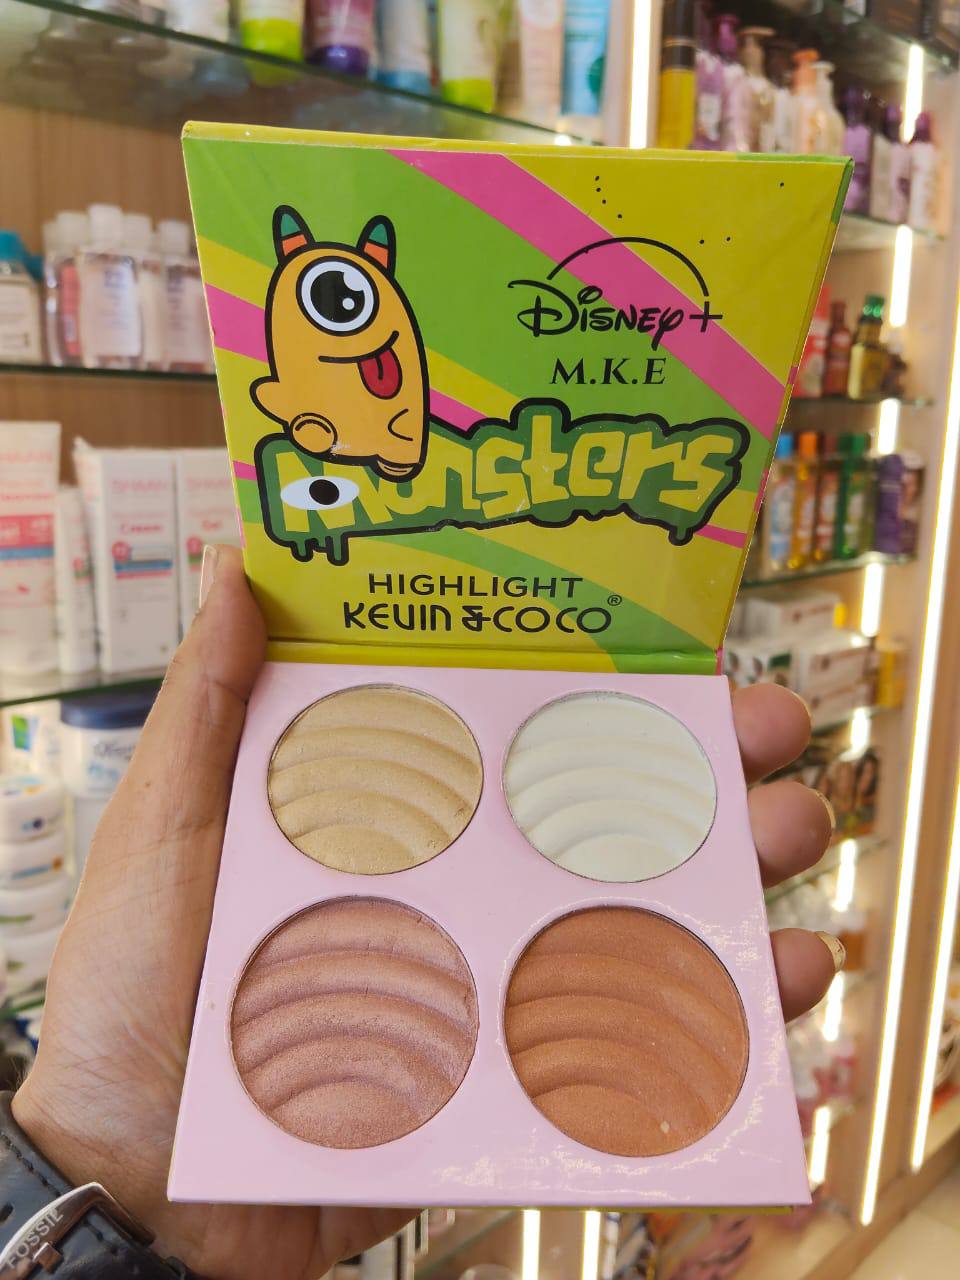 Disney+
M.K.E
Monsters
HIGHLIGHT
KEVIN & COCO®
FOSSIL